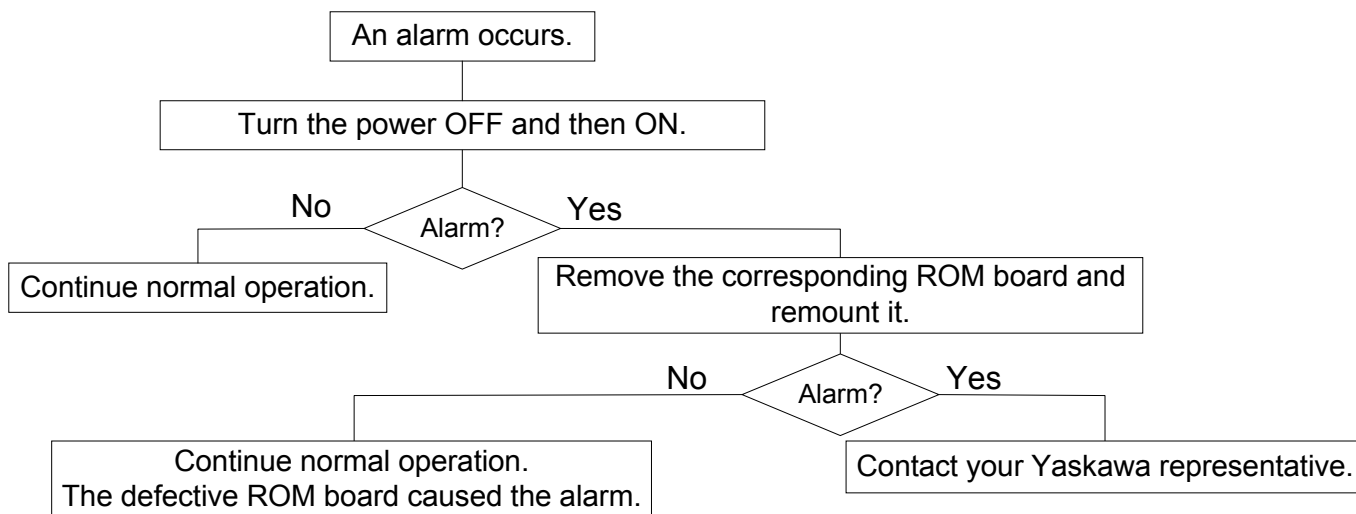 An alarm occurs.
Turn the power OFF and then ON.
No
Alarm?
Yes
Continue normal operation.
Remove the corresponding ROM board and
remount it.
No
Alarm?
Yes
Continue normal operation.
The defective ROM board caused the alarm.
Contact your Yaskawa representative.